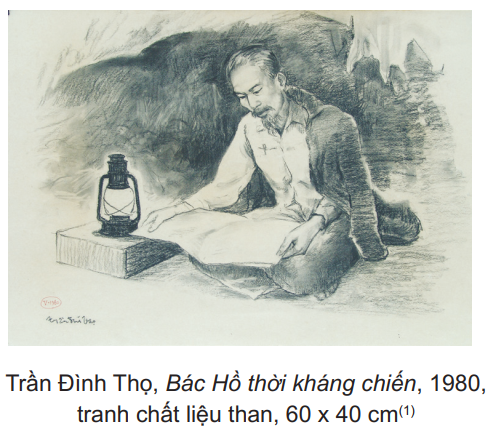 Trần Đình Thọ, Bác Hồ thời kháng chiến, 1980,
tranh chất liệu than, 60 x 40 cm(1)